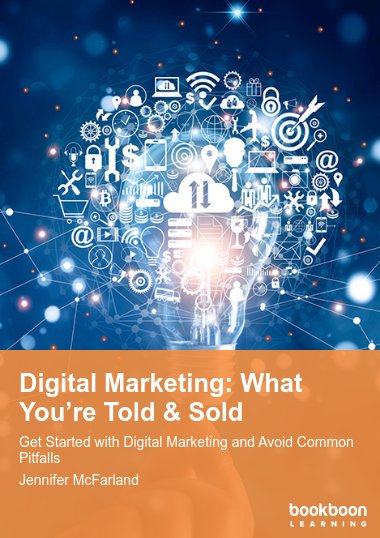 Digital Marketing: What
You’re Told & Sold
Get Started with Digital Marketing and Avoid Common
Pitfalls
Jennifer McFarland
bookboon
LEARNING